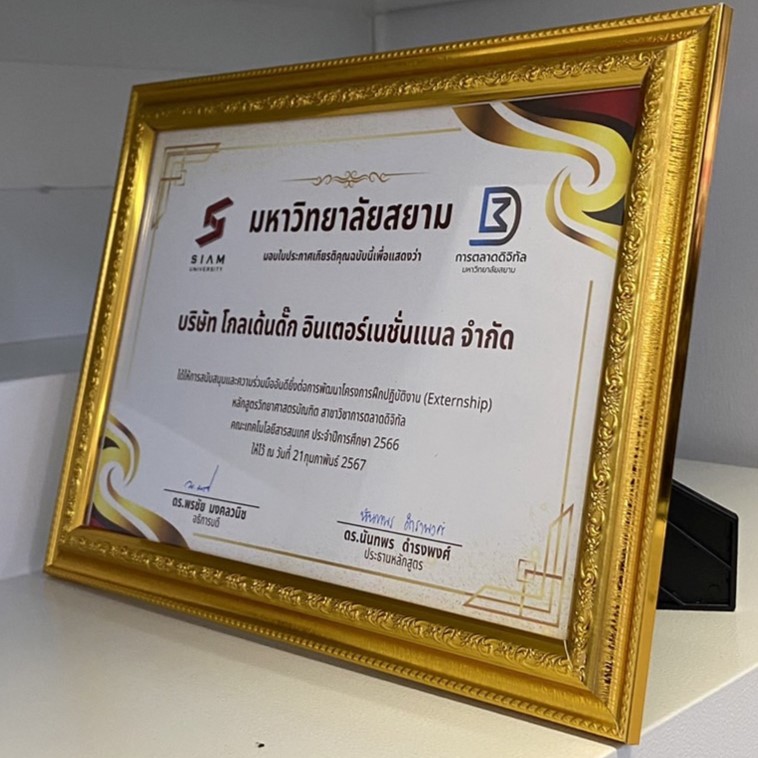 มหาวิทยาลัยสยาม
SIAM
UNIVERSITY
มอบใบประกาศเกียรติคุณฉบับนี้เพื่อแสดงว่า
การตลาดดิจิทัล
มหาวิทยาลัยสยาม
บริษัท โกลเด้นดั๊ก อินเตอร์เนชั่นแนล จำกัด
ได้ให้การสนับสนุนและความร่วมมืออันดียิ่งต่อการพัฒนาโครงการฝึกปฏิบัติงาน (Externship)
หลักสูตรวิทยาศาสตรบัณฑิต สาขาวิชาการตลาดดิจิทัล
คณะเทคโนโลยีสารสนเทศ ประจำปีการศึกษา 2566
ให้ไว้ ณ วันที่ 21กุมภาพันธ์ 2567
ดร.พรชัย มงคลวนิช
อธิการบดี
นันทพร ดำรงพงศ์
ดร.นันทพร ดำรงพงศ์
ประธานหลักสูตร